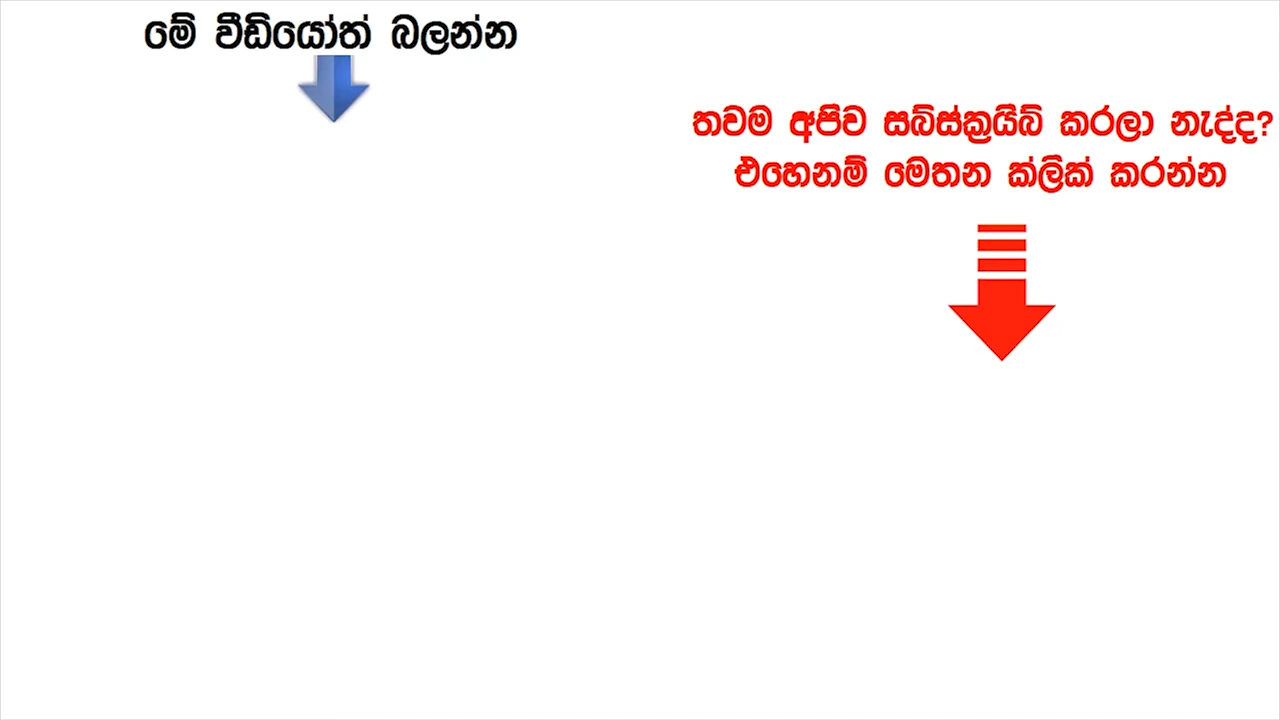 මේ වීඩියෝත් බලන්න
තවම අපිව සබ්ස්ක්‍රයිබ් කරලා නැද්ද?
එහෙනම් මෙතන ක්ලික් කරන්න